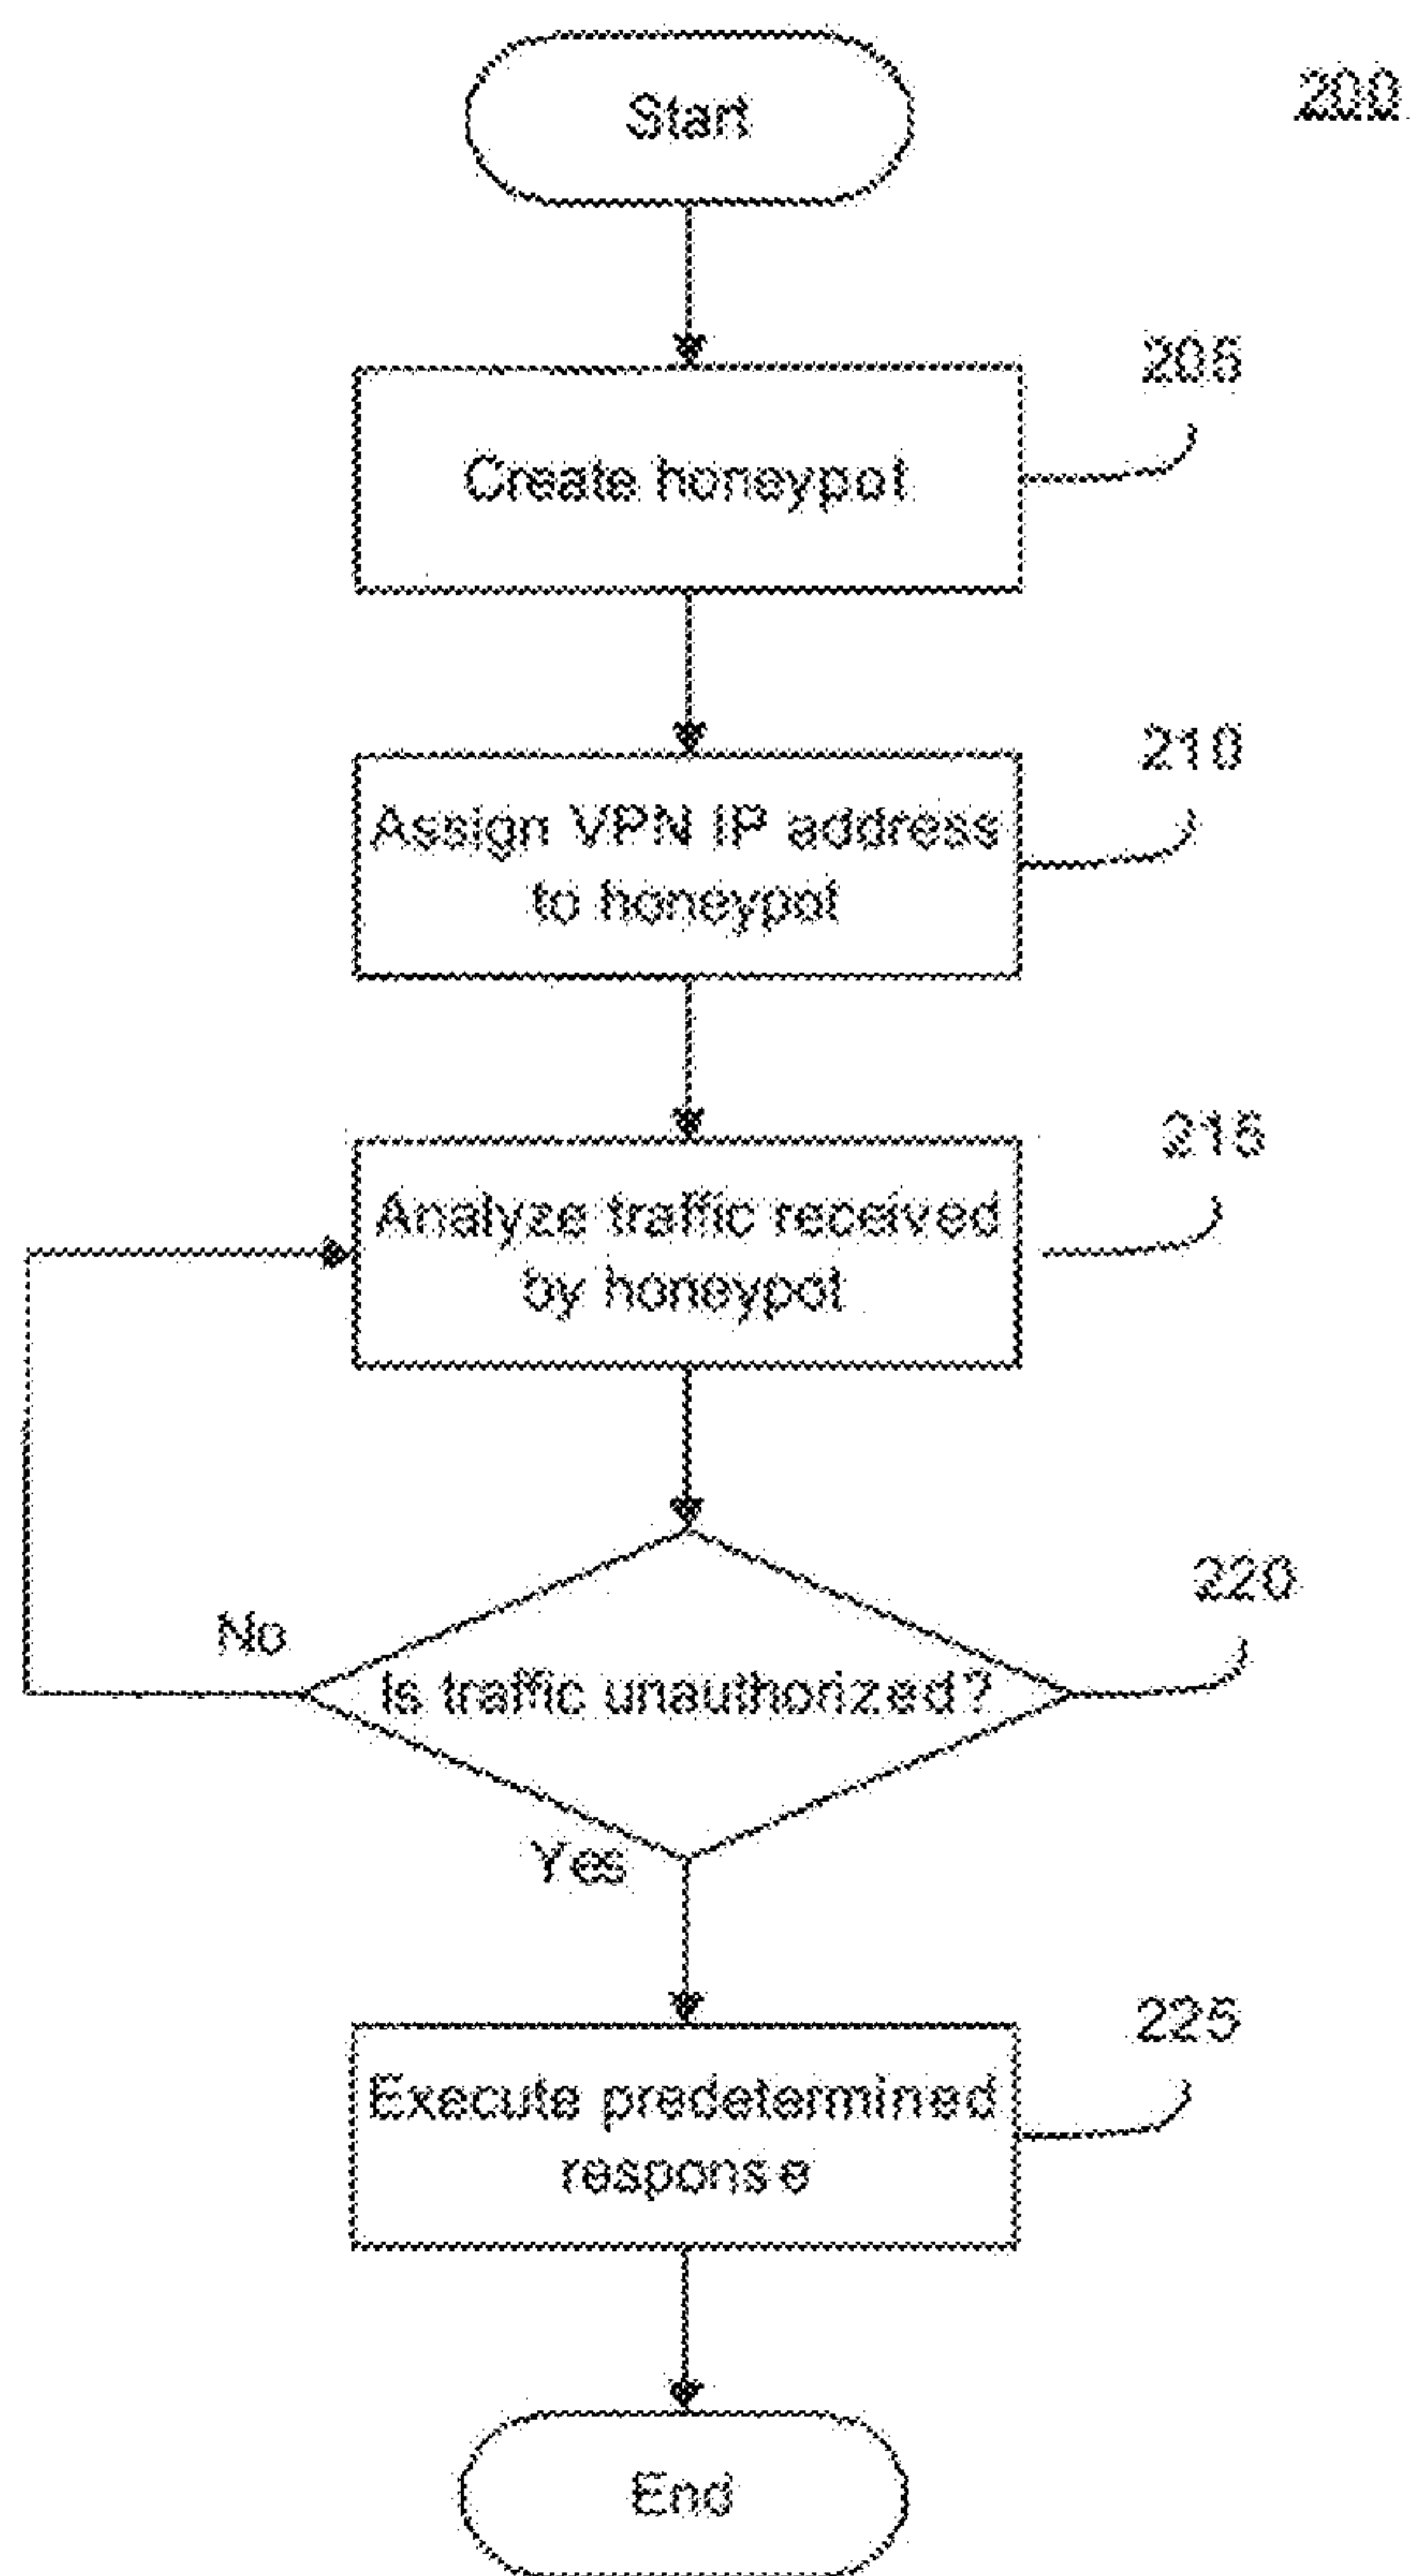 Start
200
205
Create honeypot
210
Assign VPN IP address
to honeypot
215
Analyze traffic received
by honeypot
220
No
Is traffic unauthorized?
Yes
225
Execute predetermined
response
End